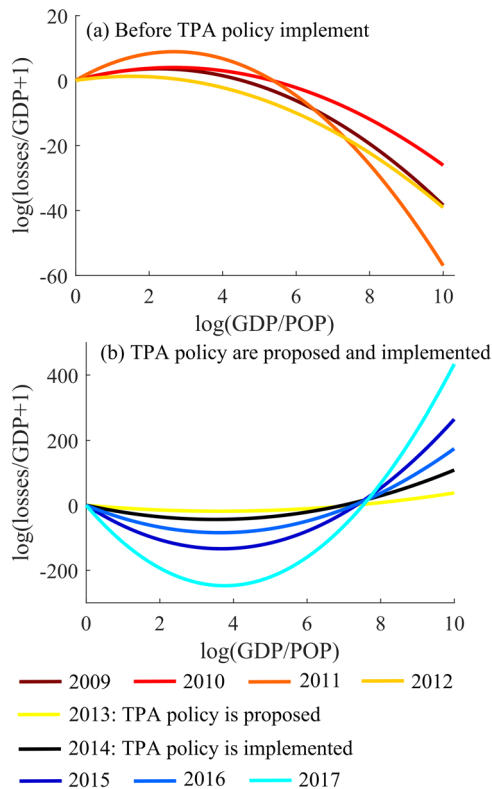 (a) Before TPA policy implement
20
0
-20
-40
-60
log(losses/GDP+1)
0 2 4 6 8 10
log(GDP/POP)
(b) TPA policy are proposed and implemented
400
200
0
-200
log(losses/GDP+1)
0 2 4 6 8 10
log(GDP/POP)
2009 2010 2011 2012
2013: TPA policy is proposed
2014: TPA policy is implemented
2015 2016 2017